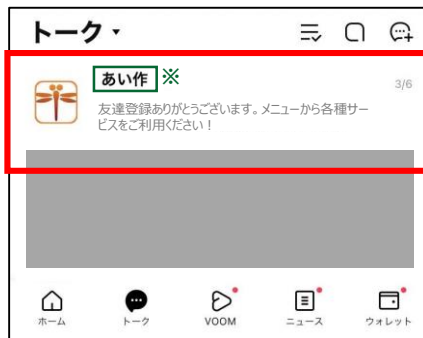 トーク・
あい作 ※
3/6
友達登録ありがとうございます。メニューから各種サー
ビスをご利用ください！
ホーム
トーク
VOOM
ニュース
ウォレット